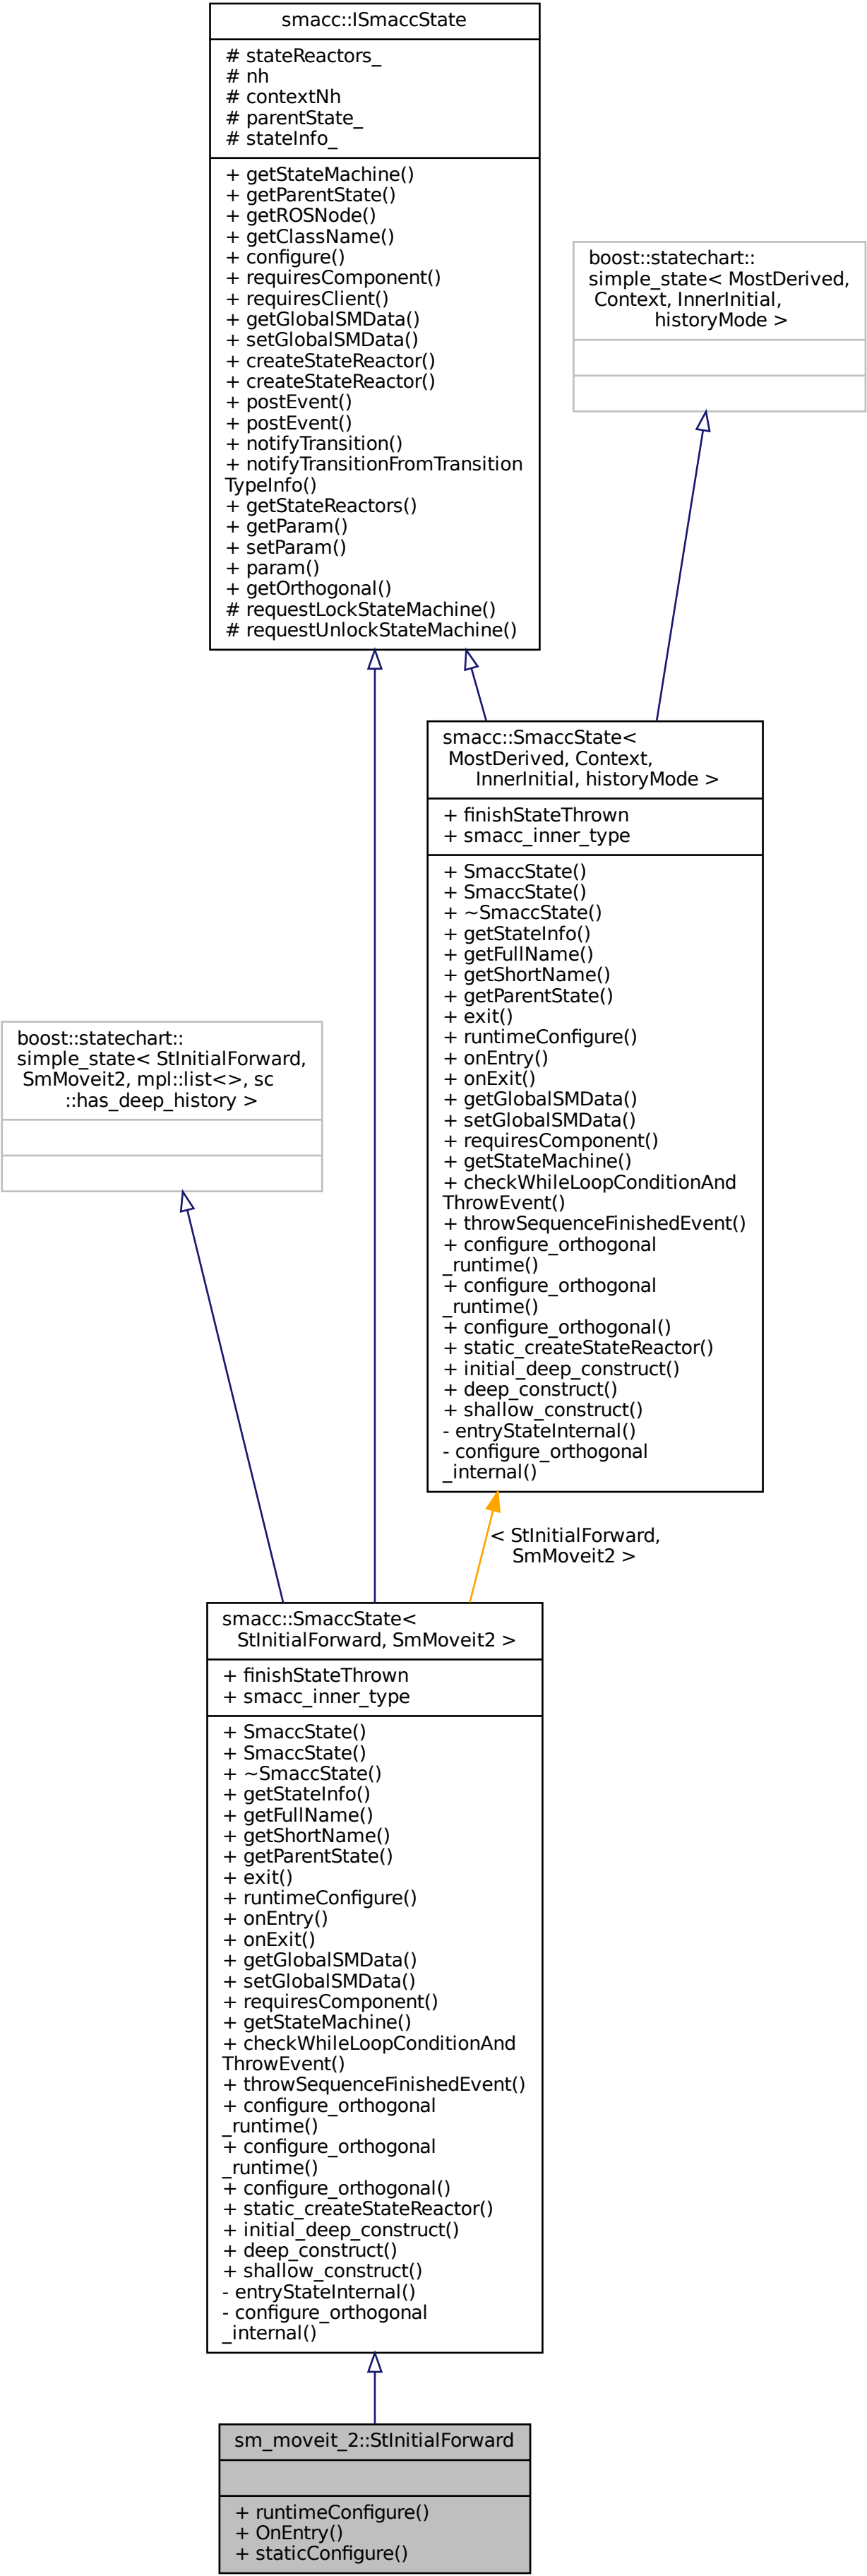 smacc::ISmaccState
# stateReactors_
# nh
# contextNh
# parentState_
# stateInfo_
+ getStateMachine()
+ getParentState()
+ getROSNode()
+ getClassName()
+ configure()
+ requiresComponent()
+ requiresClient()
+ getGlobalSMData()
+ setGlobalSMData()
+ createStateReactor()
+ createStateReactor()
+ postEvent()
+ postEvent()
+ notifyTransition()
+ notifyTransitionFromTransition
TypeInfo()
+ getStateReactors()
+ getParam()
+ setParam()
+ param()
+ getOrthogonal()
# requestLockStateMachine()
# requestUnlockStateMachine()
boost::statechart::
simple_state< MostDerived,
Context, InnerInitial,
historyMode >
smacc::SmaccState<
MostDerived, Context,
InnerInitial, historyMode >
+ finishStateThrown
+ smacc_inner_type
+ SmaccState()
+ SmaccState()
+ ~SmaccState()
+ getStateInfo()
+ getFullName()
+ getShortName()
+ getParentState()
+ exit()
+ runtimeConfigure()
+ onEntry()
+ onExit()
+ getGlobalSMData()
+ setGlobalSMData()
+ requiresComponent()
+ getStateMachine()
+ checkWhileLoopConditionAnd
ThrowEvent()
+ throwSequenceFinishedEvent()
+ configure_orthogonal
_runtime()
+ configure_orthogonal
_runtime()
+ configure_orthogonal()
+ static_createStateReactor()
+ initial_deep_construct()
+ deep_construct()
+ shallow_construct()
- entryStateInternal()
- configure_orthogonal
_internal()
boost::statechart::
simple_state< StInitialForward,
SmMoveit2, mpl::list<>, sc
::has_deep_history >
< StInitialForward,
SmMoveit2 >
smacc::SmaccState<
StInitialForward, SmMoveit2 >
+ finishStateThrown
+ smacc_inner_type
+ SmaccState()
+ SmaccState()
+ ~SmaccState()
+ getStateInfo()
+ getFullName()
+ getShortName()
+ getParentState()
+ exit()
+ runtimeConfigure()
+ onEntry()
+ onExit()
+ getGlobalSMData()
+ setGlobalSMData()
+ requiresComponent()
+ getStateMachine()
+ checkWhileLoopConditionAnd
ThrowEvent()
+ throwSequenceFinishedEvent()
+ configure_orthogonal
_runtime()
+ configure_orthogonal
_runtime()
+ configure_orthogonal()
+ static_createStateReactor()
+ initial_deep_construct()
+ deep_construct()
+ shallow_construct()
- entryStateInternal()
- configure_orthogonal
_internal()
sm_moveit_2::StInitialForward
+ runtimeConfigure()
+ OnEntry()
+ staticConfigure()